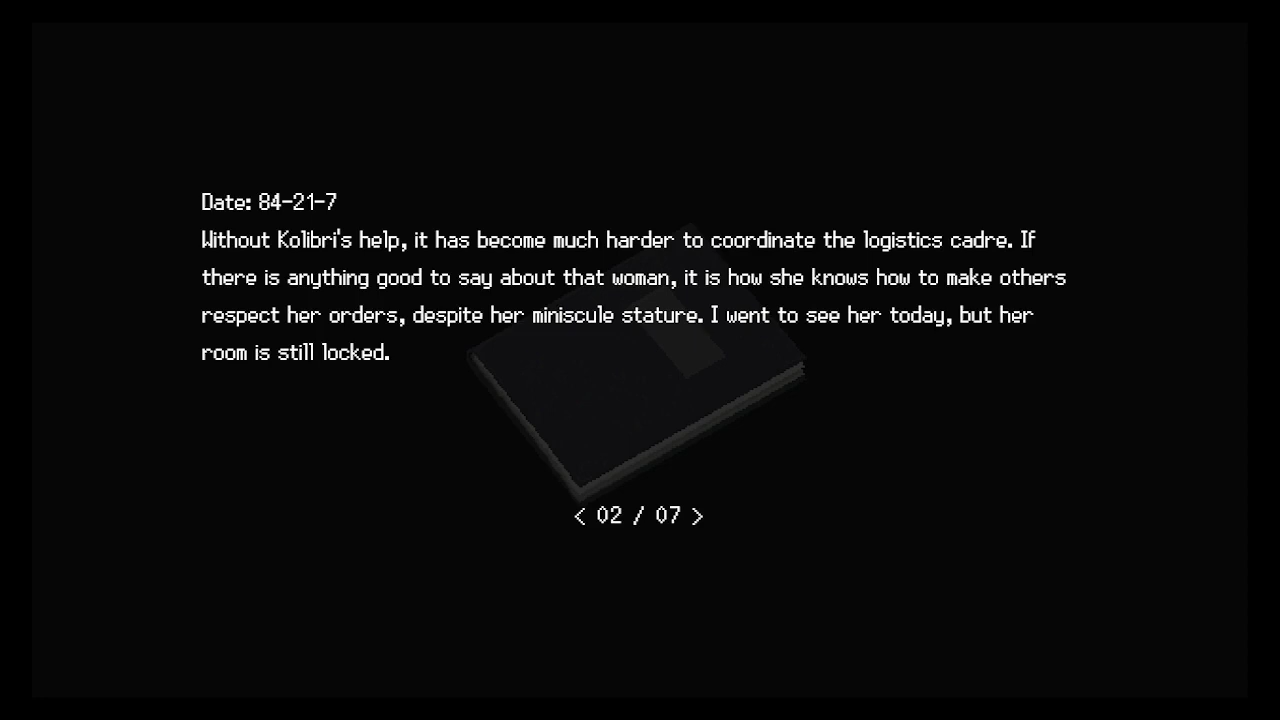 Date: 84-21-7
Without Kolibri's help, it has become much harder to coordinate the logistics cadre. If
there is anything good to say about that woman, it is how she knows how to make others
respect her orders, despite her miniscule stature. I went to see her today, but her
room is still locked.
< 02 / 07 >